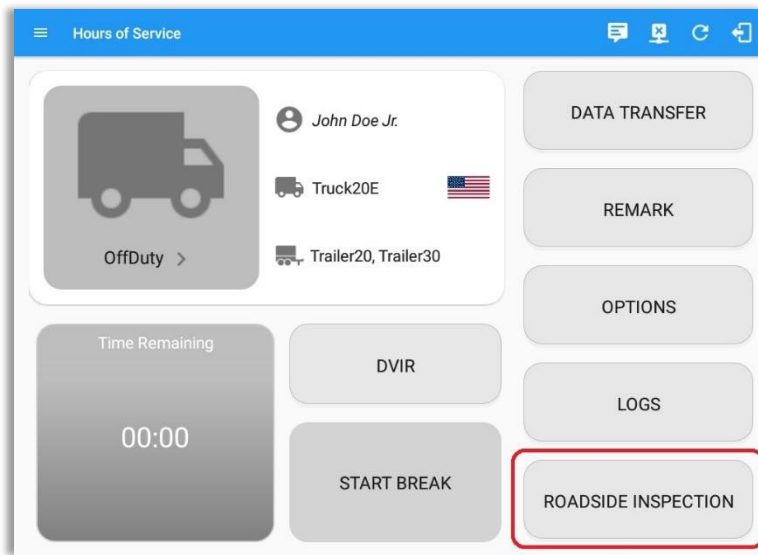 Hours of Service
John Doe Jr.
Truck20E
Trailer20, Trailer30
OffDuty >
Time Remaining
00:00
DVIR
START BREAK
DATA TRANSFER
REMARK
OPTIONS
LOGS
ROADSIDE INSPECTION